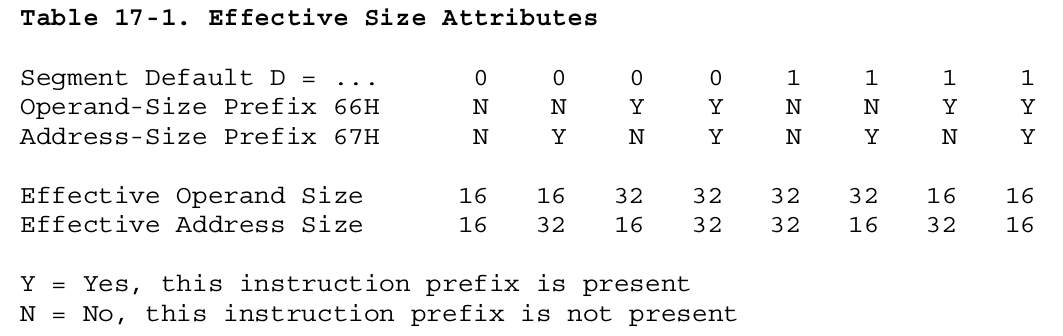 Table 17-1. Effective Size Attributes
Segment Default D = ... 0 0 0 0 1 1 1 1
Operand-Size Prefix 66H N N Y Y N N Y Y
Address-Size Prefix 67H N Y N Y N Y N Y
Effective Operand Size 16 16 32 32 32 32 16 16
Effective Address Size 16 32 16 32 32 16 32 16
Y = Yes, this instruction prefix is present
N = No, this instruction prefix is not present